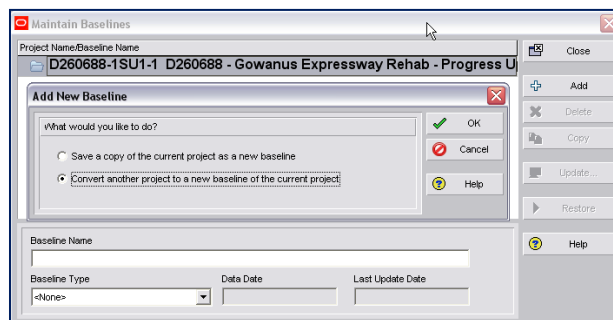 Maintain Baselines
Project Name/Baseline Name
D260688-1SU1-1 D260688 - Gowanus Expressway Rehab - Progress U
Add New Baseline
What would you like to do?
Save a copy of the current project as a new baseline
Convert another project to a new baseline of the current project
OK
Cancel
Help
Baseline Name
Baseline Type
Data Date
Last Update Date
<None>
Close
Add
Delete
Copy
Update...
Restore
Help